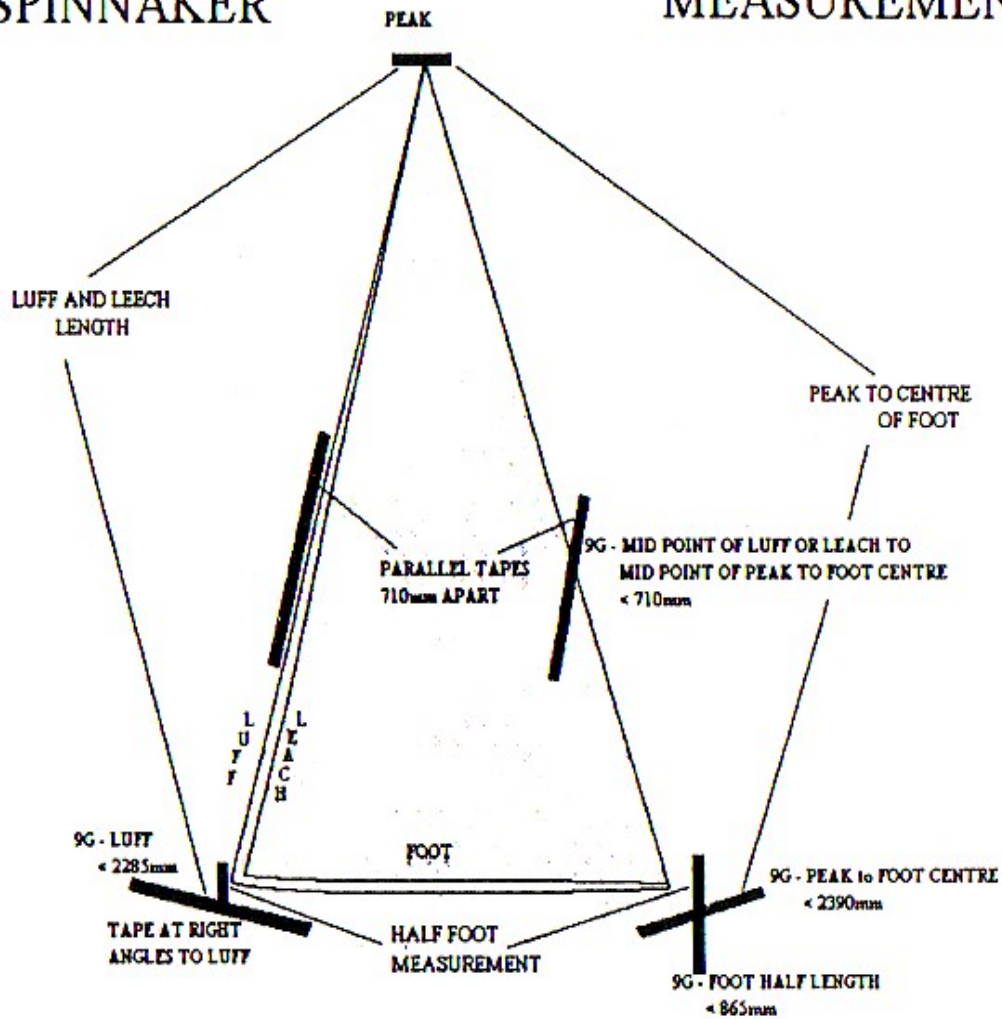 SPINNAKER
MEASUREMEN
PEAK
LUFF AND LEECH
LENGTH
PEAK TO CENTRE
OF FOOT
PARALLEL TAPES
710mm APART
9G - MID POINT OF LUFF OR LEACH TO
MID POINT OF PEAK TO FOOT CENTRE
< 710mm
LUFF
LEACH
9G - LUFF
< 2285mm
FOOT
9G - PEAK to FOOT CENTRE
< 2390mm
TAPE AT RIGHT
ANGLES TO LUFF
HALF FOOT
MEASUREMENT
9G - FOOT HALF LENGTH
< 865mm